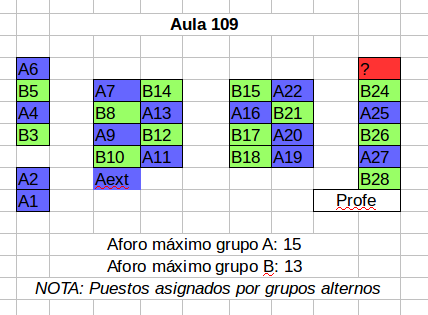 Aula 109
A6 ?
B5 A7 B14 B15 A22 B24
A4 B8 A13 A16 B21 A25
B3 A9 B12 B17 A20 B26
B10 A11 B18 A19 A27
A2 Aext B28
A1 Profe
Aforo máximo grupo A: 15
Aforo máximo grupo B: 13
NOTA: Puestos asignados por grupos alternos